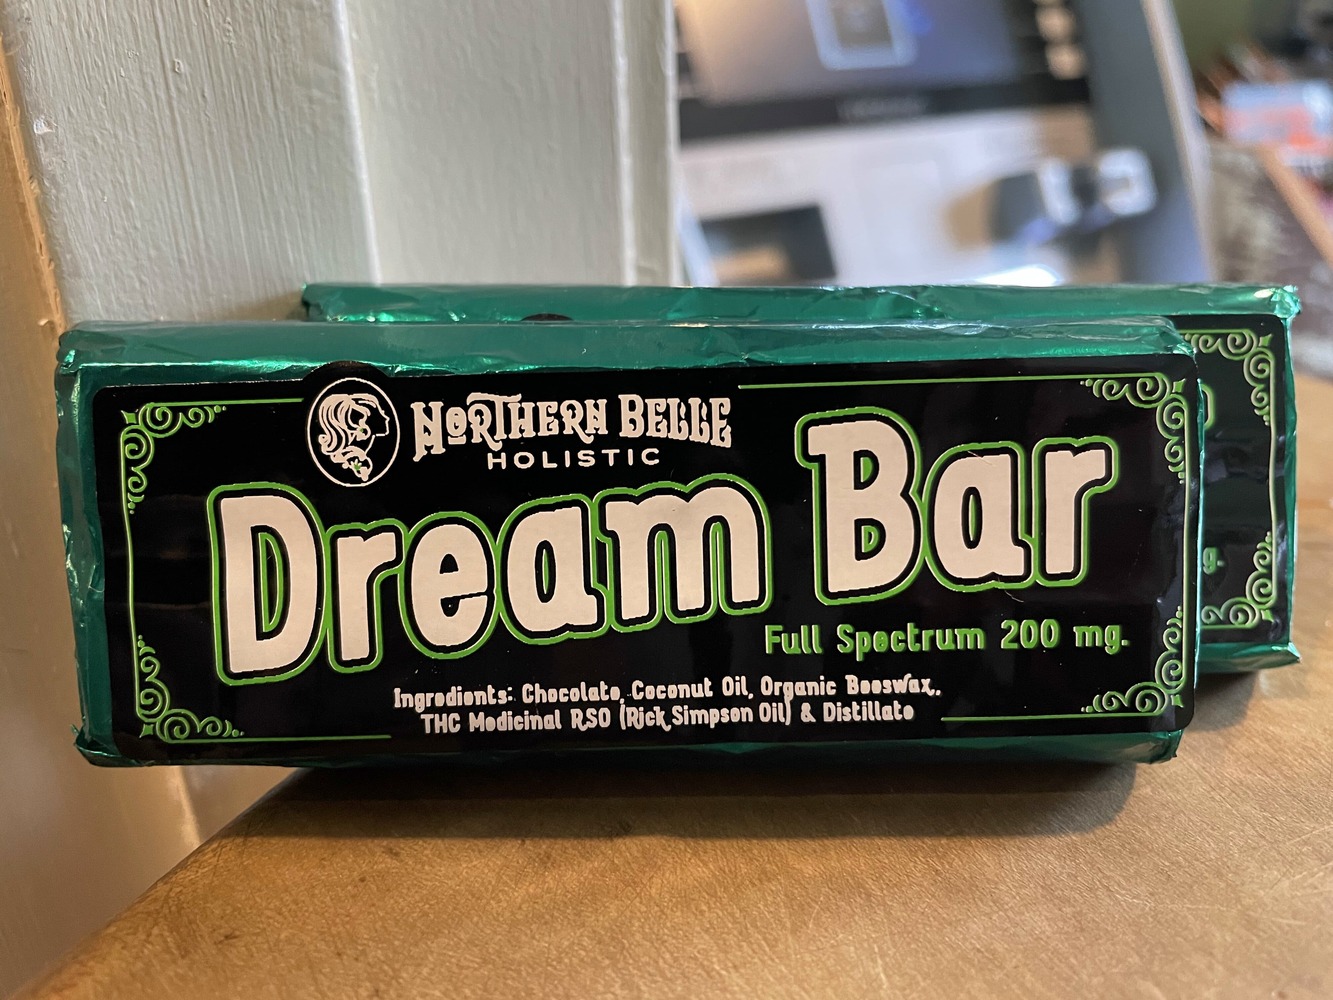 NORTHERN BELLE
HOLISTIC
Dream Bar
Full Spectrum 200 mg.
Ingredients: Chocolate, Coconut Oil, Organic Beeswax,
THC Medicinal RSO (Rick Simpson Oil) & Distillate
g.